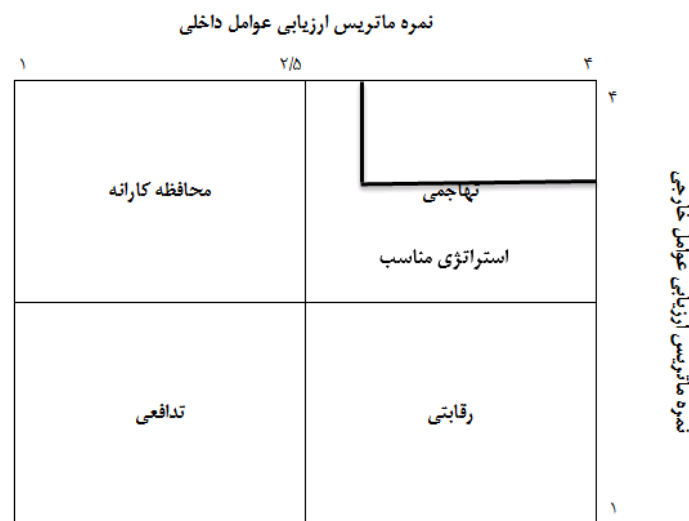 نمره ماتریس ارزیابی عوامل داخلی
۴
۲/۵
۱
۴
تهاجمی
محافظه کارانه
استراتژی مناسب
نمره ماتریس ارزیابی عوامل خارجی
رقابتی
تدافعی
۱